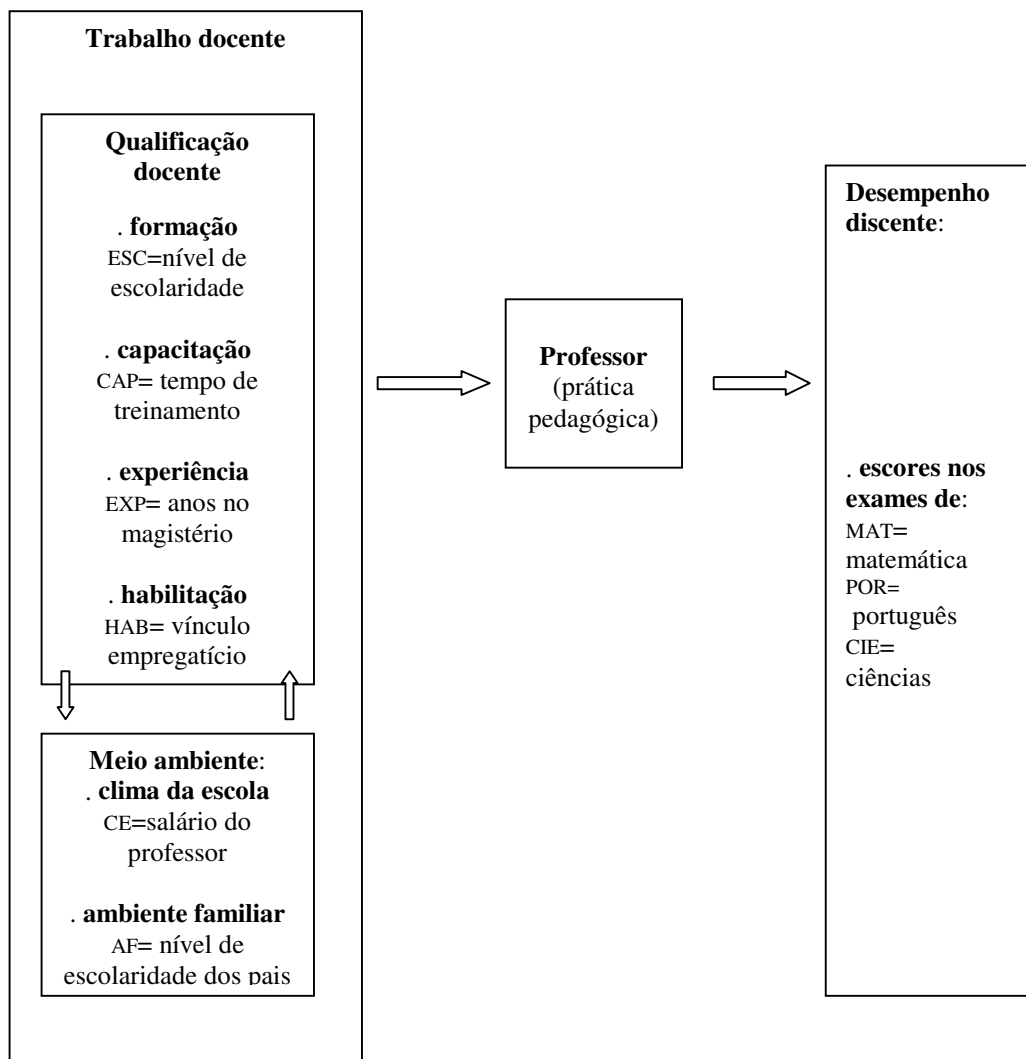 Trabalho docente
Qualificação
docente
. formação
ESC=nível de
escolaridade
. capacitação
CAP= tempo de
treinamento
. experiência
EXP= anos no
magistério
. habilitação
HAB= vínculo
empregatício
Meio ambiente:
. clima da escola
CE=salário do
professor
. ambiente familiar
AF= nível de
escolaridade dos pais
Professor
(prática
pedagógica)
Desempenho
discente:
. escores nos
exames de:
MAT=
matemática
POR=
português
CIE=
ciências